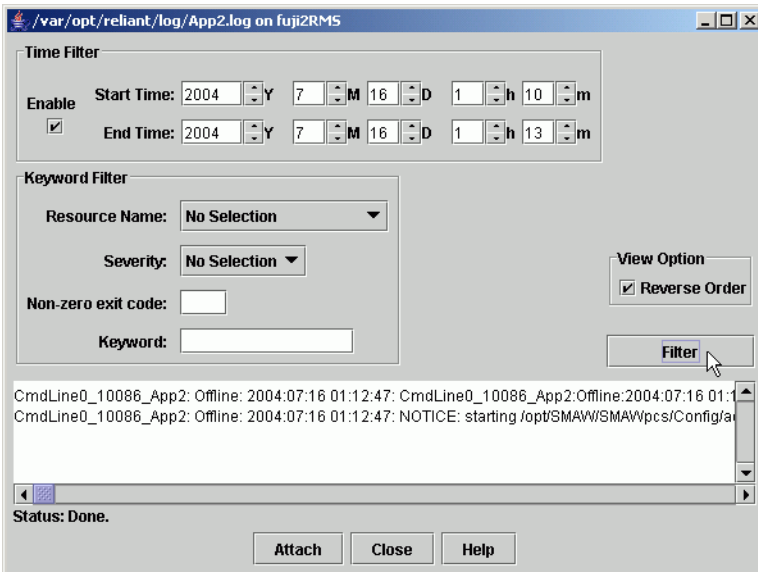 /var/opt/reliant/log/App2.log on fuji2RMS
Time Filter
Enable
Start Time: 2004 Y 7 M 16 D 1 h 10 m
End Time: 2004 Y 7 M 16 D 1 h 13 m
Keyword Filter
Resource Name: No Selection
Severity: No Selection
Non-zero exit code:
Keyword:
View Option
Reverse Order
Filter
CmdLine0_10086_App2: Offline: 2004:07:16 01:12:47: CmdLine0_10086_App2:Offline:2004:07:16 01:1
CmdLine0_10086_App2: Offline: 2004:07:16 01:12:47: NOTICE: starting /opt/SMAW/SMAWpcs/Config/a
Status: Done.
Attach Close Help